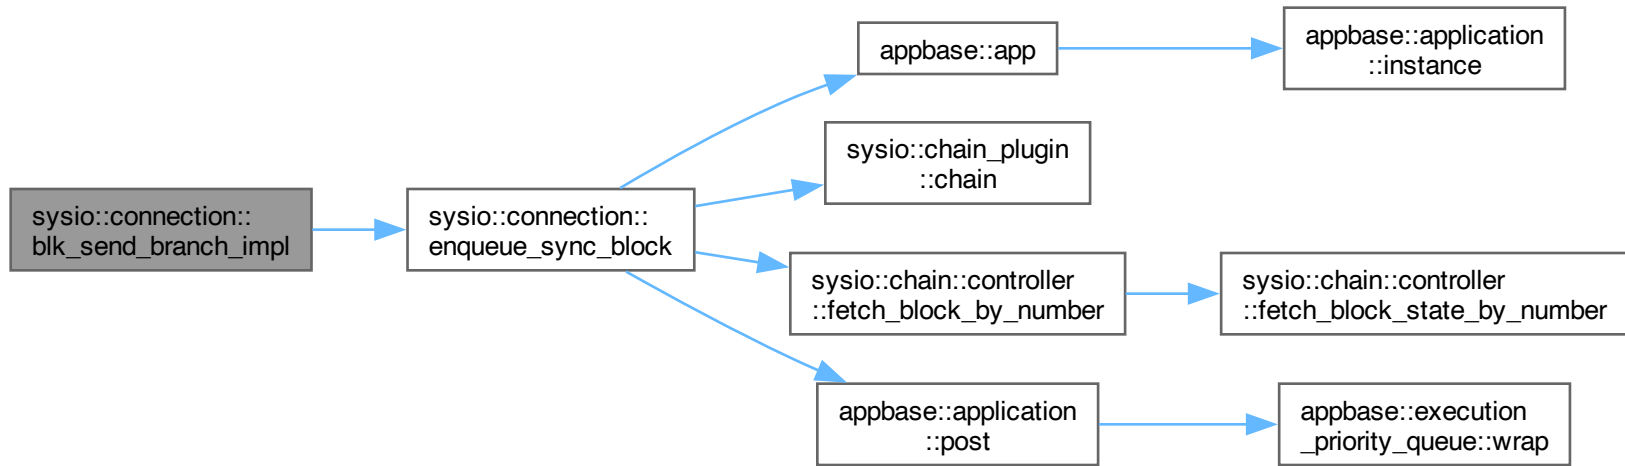 sysio::connection::
blk_send_branch_impl
sysio::connection::
enqueue_sync_block
appbase::app
appbase::application
::instance
sysio::chain_plugin
::chain
sysio::chain::controller
::fetch_block_by_number
sysio::chain::controller
::fetch_block_state_by_number
appbase::application
::post
appbase::execution
_priority_queue::wrap